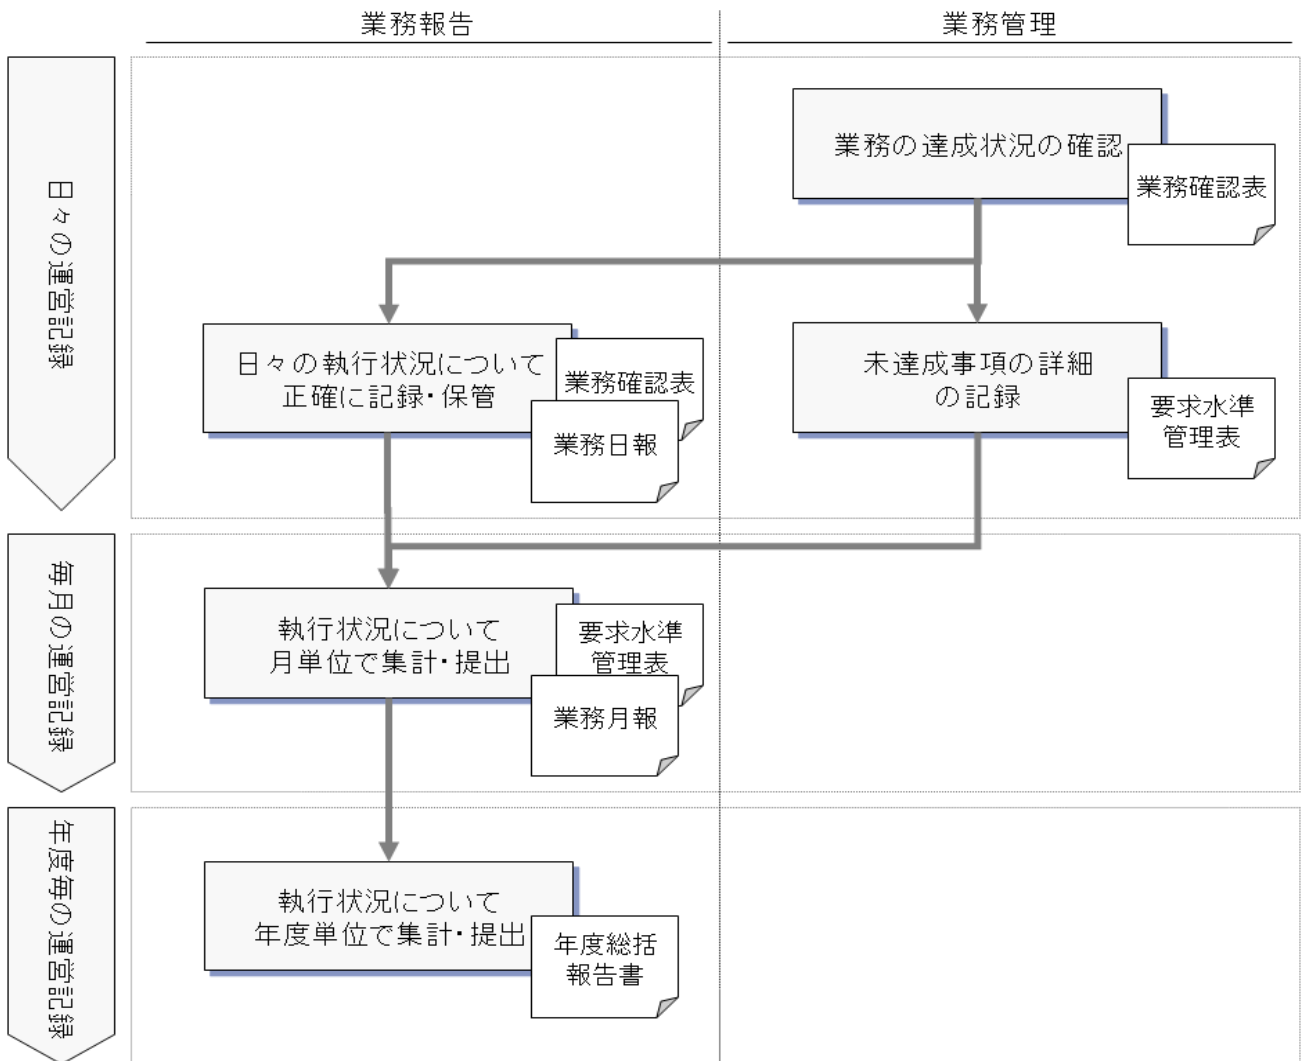 業務報告
業務管理
日々の運営記録
業務の達成状況の確認
業務確認表
日々の執行状況について
正確に記録・保管
業務確認表
業務日報
未達成事項の詳細
の記録
要求水準
管理表
毎月の運営記録
執行状況について
月単位で集計・提出
要求水準
管理表
業務月報
年度毎の運営記録
執行状況について
年度単位で集計・提出
年度総括
報告書